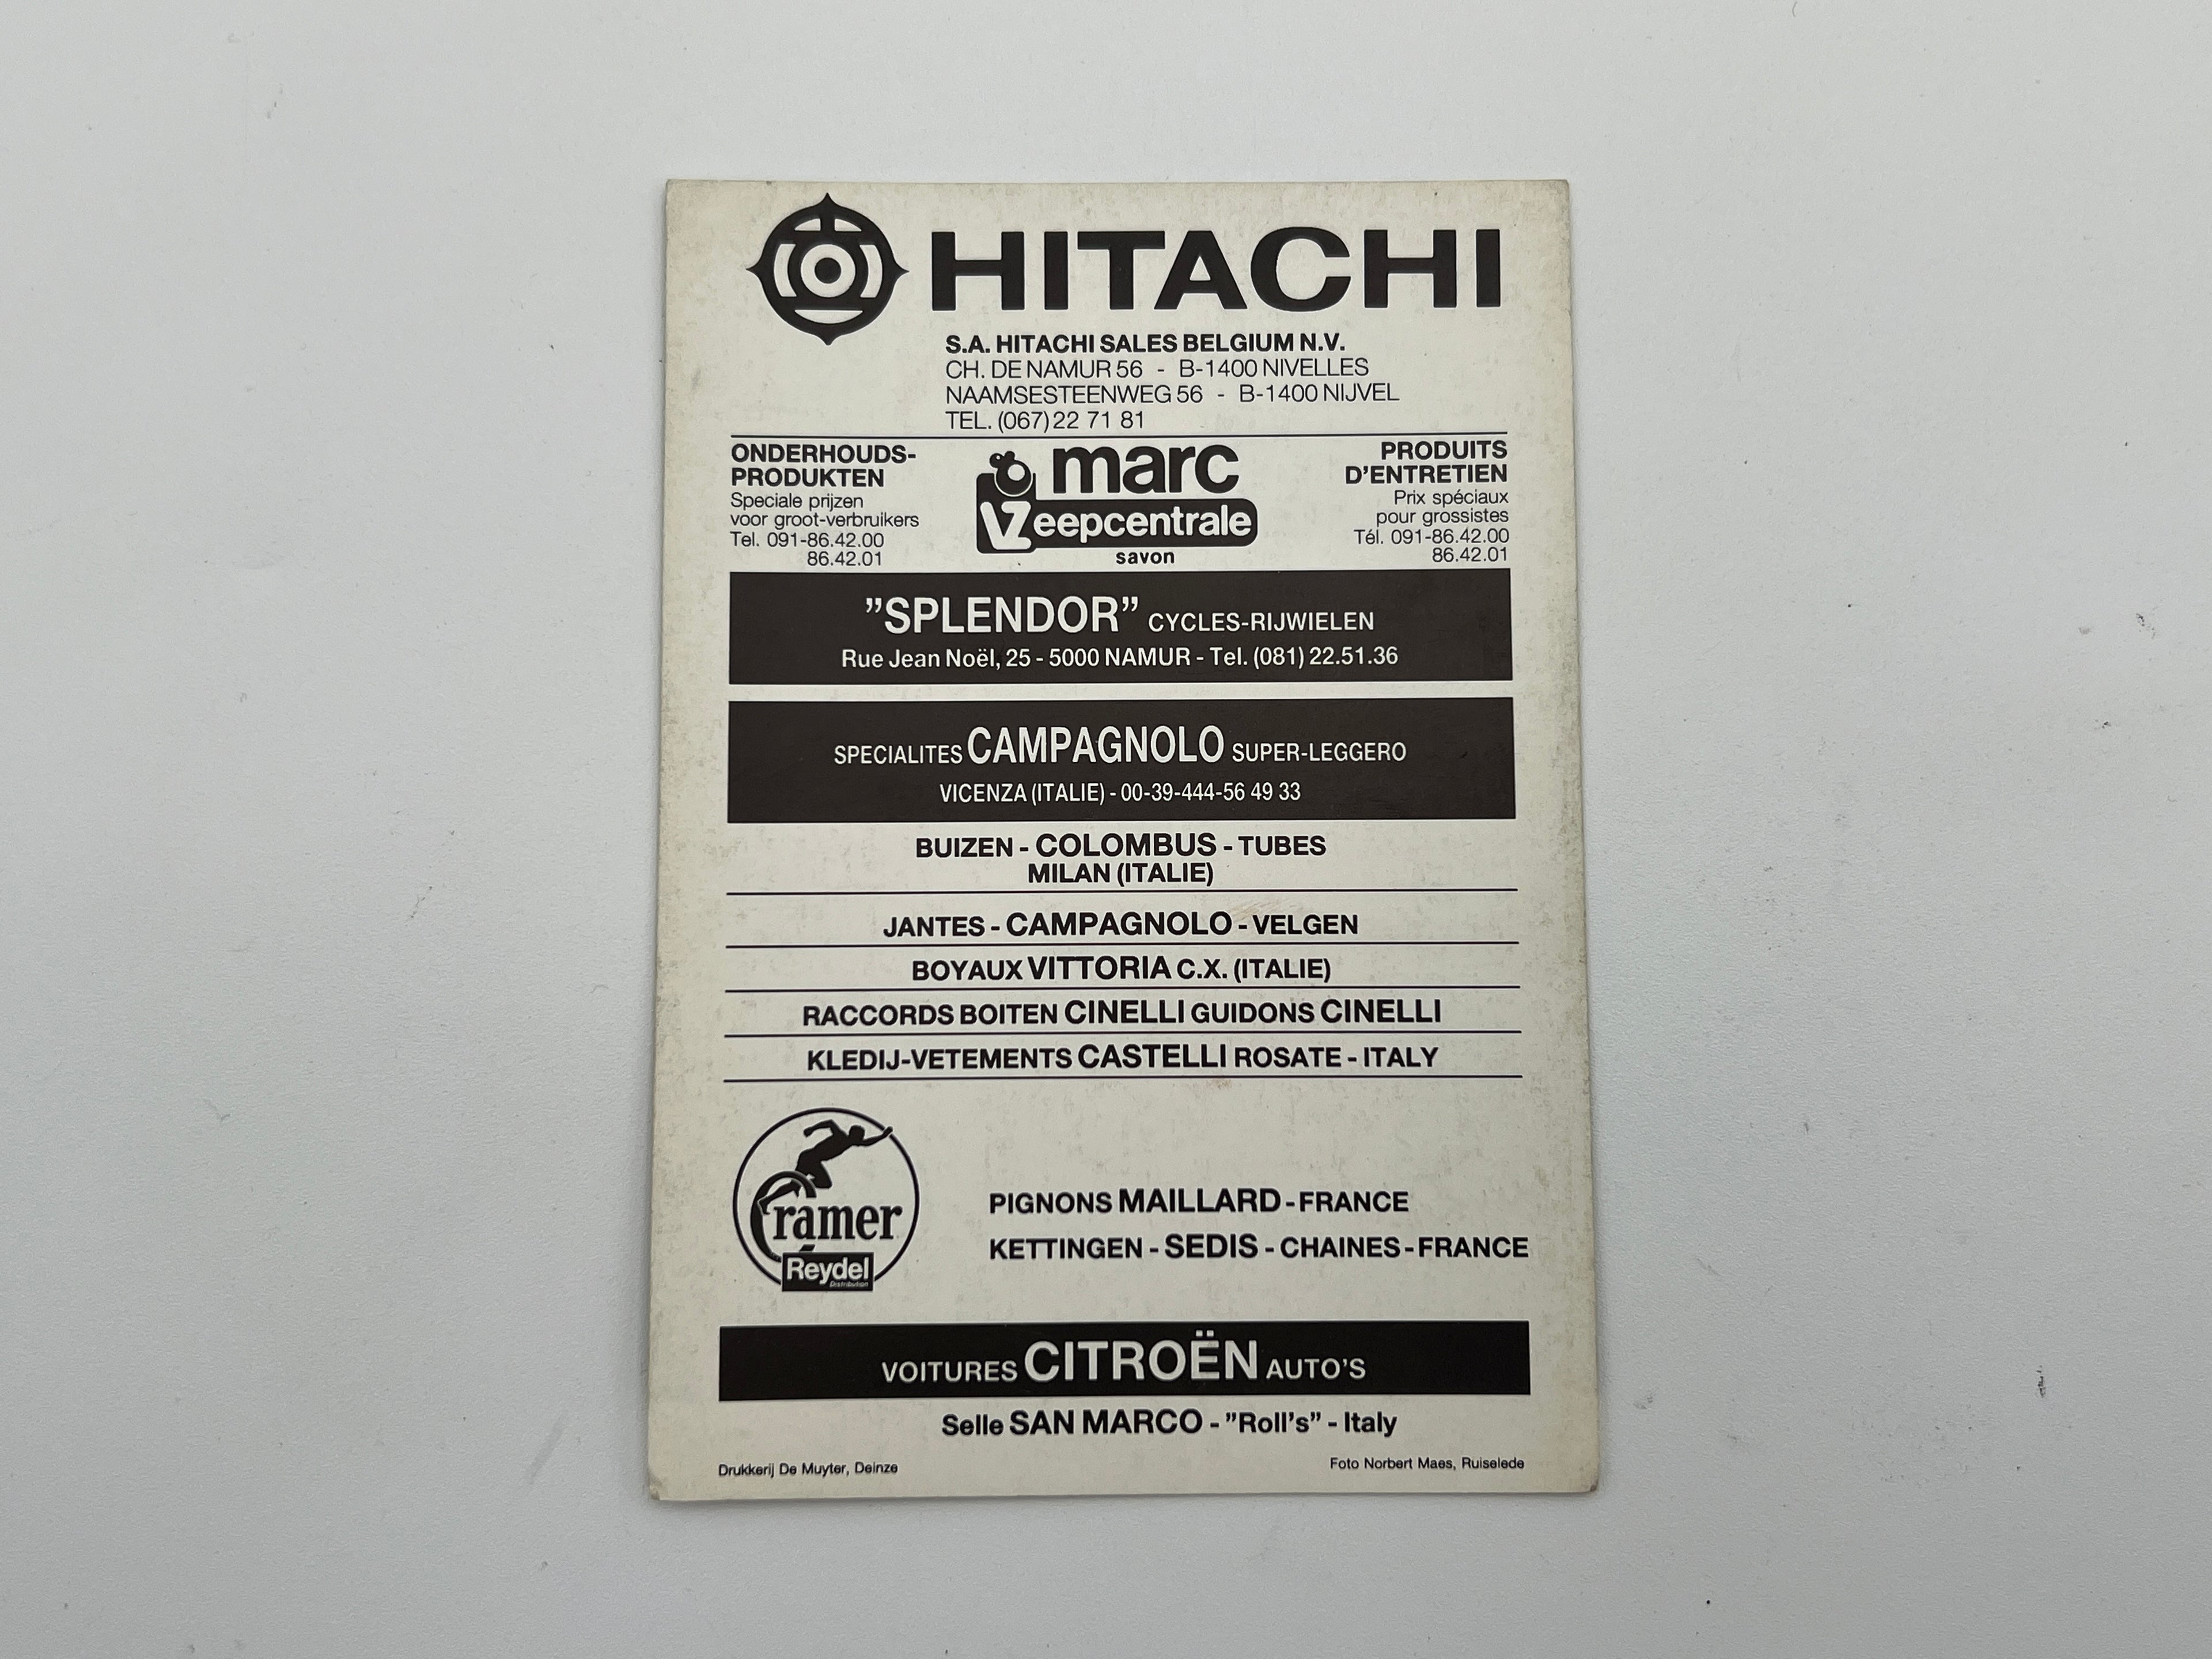 HITACHI
S.A. HITACHI SALES BELGIUM N.V.
CH. DE NAMUR 56 - B-1400 NIVELLES
NAAMSESTEENWEG 56 - B-1400 NIJVEL
TEL. (067) 22 71 81
ONDERHOUDS-
PRODUKTEN
Speciale prijzen
voor groot-verbruikers
Tel. 091-86.42.00
86.42.01
marc
Zeepcentrale
savon
PRODUITS
D'ENTRETIEN
Prix spéciaux
pour grossistes
Tél. 091-86.42.00
86.42.01
”SPLENDOR” CYCLES-RIJWIELEN
Rue Jean Noël, 25 - 5000 NAMUR - Tel. (081) 22.51.36
SPECIALITES CAMPAGNOLO SUPER-LEGGERO
VICENZA (ITALIE) - 00-39-444-56 49 33
BUIZEN - COLOMBUS - TUBES
MILAN (ITALIE)
JANTES - CAMPAGNOLO - VELGEN
BOYAUX VITTORIA C.X. (ITALIE)
RACCORDS BOITEN CINELLI GUIDONS CINELLI
KLEDIJ-VETEMENTS CASTELLI ROSATE - ITALY
Cramer
Reydel
Distribution
PIGNONS MAILLARD - FRANCE
KETTINGEN - SEDIS - CHAINES - FRANCE
VOITURES CITROËN AUTO'S
Selle SAN MARCO - ”Roll's” - Italy
Drukkerij De Muyter, Deinze
Foto Norbert Maes, Ruiselede